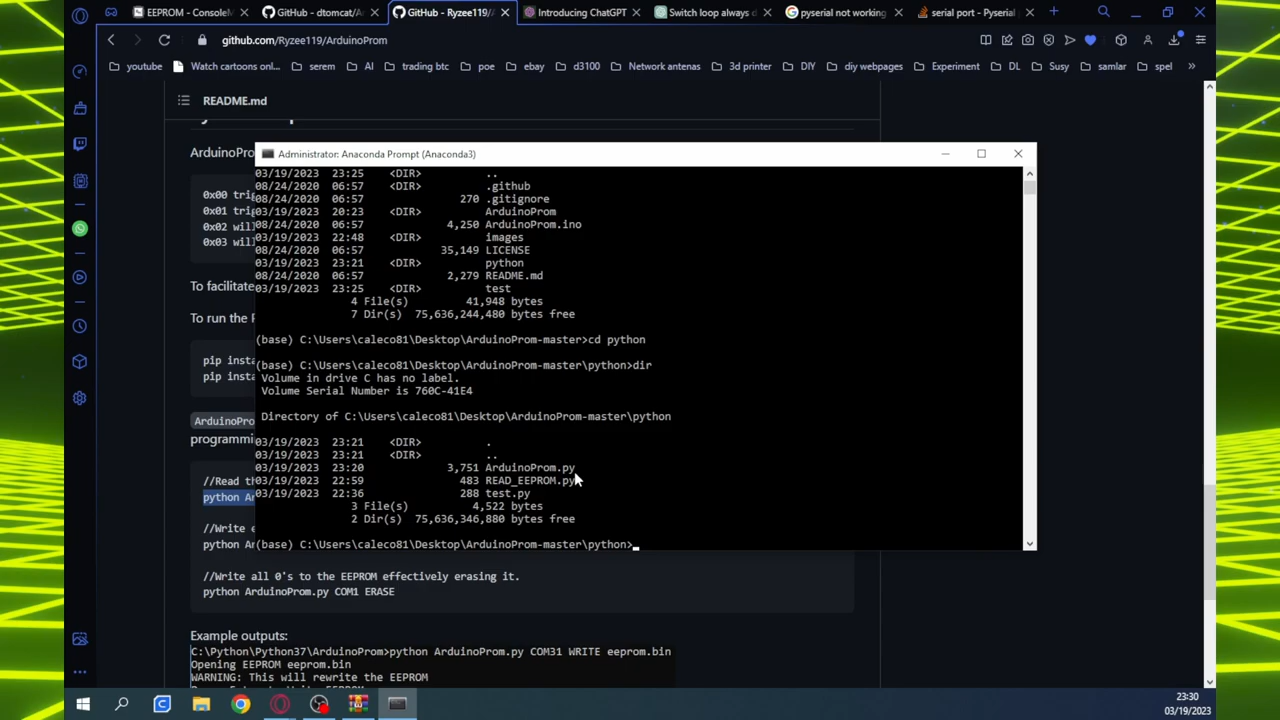 EEPROM - ConsoleM
GitHub - dtomcat/Ar
GitHub - Ryzee119/
Introducing ChatGPT
Switch loop always d
pyserial not working
serial port - Pyserial
github.com/Ryzee119/ArduinoProm
youtube
Watch cartoons onl...
serem
AI
trading btc
poe
ebay
d3100
Network antenas
3d printer
DIY
diy webpages
Experiment
DL
Susy
samlar
spel
»
README.md
ArduinoPro
0x00 trig
0x01 trig
0x02 will
0x03 will
To facilitate
To run the P
pip insta
pip insta
ArduinoPro
programmi
//Read th
python Ar
//Write e
python Ar
Administrator: Anaconda Prompt (Anaconda3)
03/19/2023 23:25 <DIR> ..
08/24/2020 06:57 <DIR> .github
08/24/2020 06:57 270 .gitignore
03/19/2023 20:23 <DIR> ArduinoProm
08/24/2020 06:57 4,250 ArduinoProm.ino
03/19/2023 22:48 <DIR> images
08/24/2020 06:57 35,149 LICENSE
03/19/2023 23:21 <DIR> python
08/24/2020 06:57 2,279 README.md
03/19/2023 23:25 <DIR> test
4 File(s) 41,948 bytes
7 Dir(s) 75,636,244,480 bytes free
(base) C:\Users\caleco81\Desktop\ArduinoProm-master>cd python
(base) C:\Users\caleco81\Desktop\ArduinoProm-master\python>dir
Volume in drive C has no label.
Volume Serial Number is 760C-41E4
Directory of C:\Users\caleco81\Desktop\ArduinoProm-master\python
03/19/2023 23:21 <DIR> .
03/19/2023 23:21 <DIR> ..
03/19/2023 23:20 3,751 ArduinoProm.py
03/19/2023 22:59 483 READ_EEPROM.py
03/19/2023 22:36 288 test.py
3 File(s) 4,522 bytes
2 Dir(s) 75,636,346,880 bytes free
(base) C:\Users\caleco81\Desktop\ArduinoProm-master\python>
//Write all 0's to the EEPROM effectively erasing it.
python ArduinoProm.py COM1 ERASE
Example outputs:
C:\Python\Python37\ArduinoProm>python ArduinoProm.py COM31 WRITE eeprom.bin
Opening EEPROM eeprom.bin
WARNING: This will rewrite the EEPROM
23:30
03/19/2023